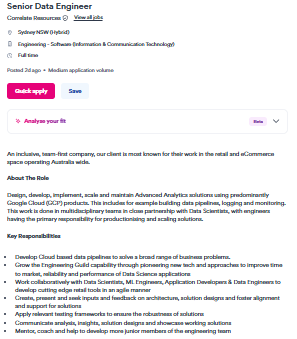 Senior Data Engineer
Correlate Resources View all jobs
Sydney NSW (Hybrid)
Engineering - Software (Information & Communication Technology)
Full time
Posted 2d ago • Medium application volume
Quick apply Save
Analyse your fit Beta
An inclusive, team-first company, our client is most known for their work in the retail and eCommerce
space operating Australia wide.
About The Role
Design, develop, implement, scale and maintain Advanced Analytics solutions using predominantly
Google Cloud (GCP) products. This includes for example building data pipelines, logging and monitoring.
This work is done in multidisciplinary teams in close partnership with Data Scientists, with engineers
having the primary responsibility for productionising and scaling solutions.
Key Responsibilities
• Develop Cloud based data pipelines to solve a broad range of business problems.
• Grow the Engineering Guild capability through pioneering new tech and approaches to improve time
to market, reliability and performance of Data Science applications
• Work collaboratively with Data Scientists, ML Engineers, Application Developers & Data Engineers to
develop cutting edge retail tools in an agile manner
• Create, present and seek inputs and feedback on architecture, solution designs and foster alignment
and support for solutions
• Apply relevant testing frameworks to ensure the robustness of solutions
• Communicate analysis, insights, solution designs and showcase working solutions
• Mentor, coach and help to develop more junior members of the engineering team